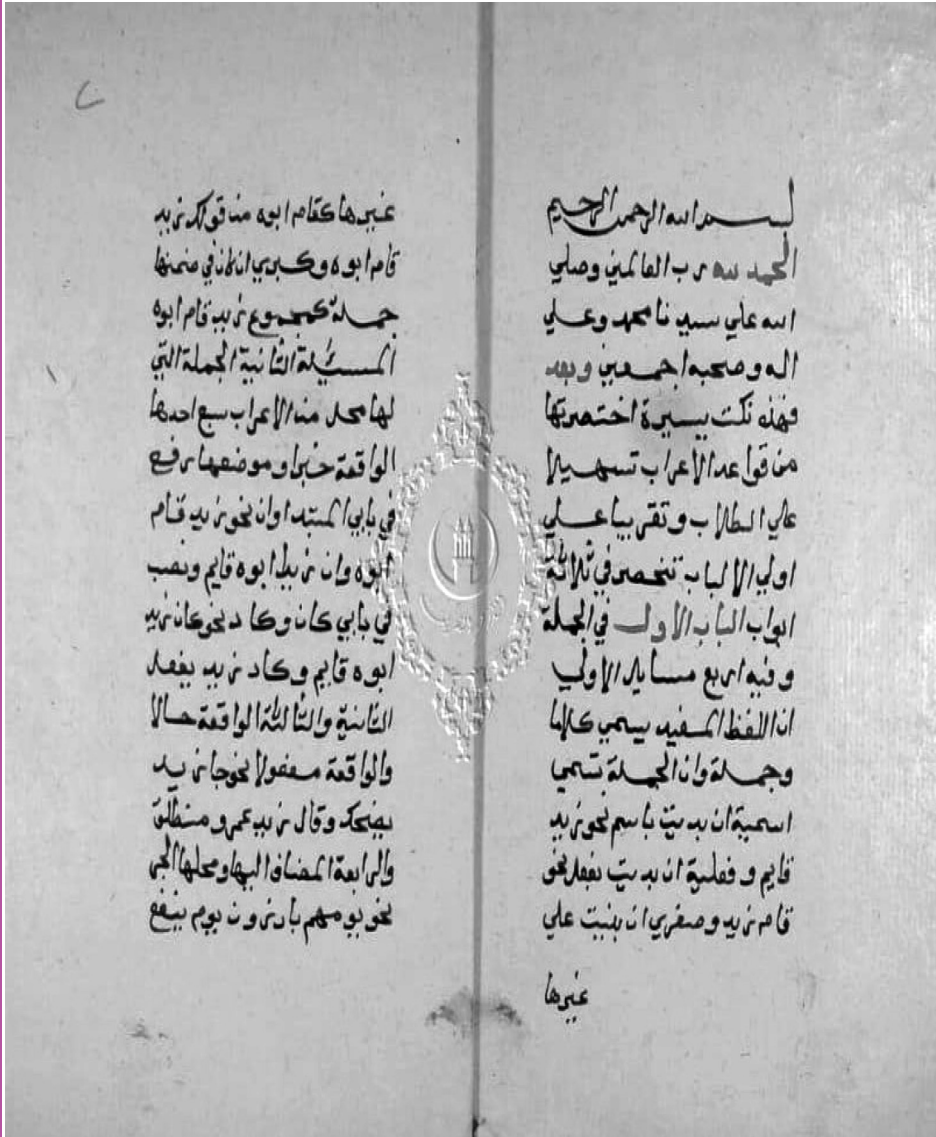 بسم الله الرحمن الرحيم
الحمد لله رب العالمين وصلي
الله علي سيدنا محمد وعلي
اله وصحبه اجمعين وبعد
فهذه نكت يسيرة اختصرتها
من قواعد الاعراب تسهيلا
علي الطلاب وتقريبا علي
اولي الالباب تنحصر في ثلاثة
ابواب الباب الاول في الجملة
وفيه اربع مسايل الاولي
ان اللفظ المفيد يسمي كلاما
وجملة وان الجملة تسمي
اسمية ان بديت باسم نحو زيد
قايم وفعلية ان بديت بفعل نحو
قام زيد وصغري ان بنيت علي
غيرها
٢
غيرها كقام ابوه من قولك زيد
قام ابوه وكبري ان كان في ضمنها
جملة كمجموع زيد قام ابوه
المسئلة الثانية الجملة التي
لها محل من الاعراب سبع احدها
الواقعة خبرا وموضعها رفع
في بابي المبتدا وان نحو زيد قام
ابوه وان زيدا ابوه قايم ونصب
في بابي كان وكاد نحو كان زيد
ابوه قايم وكاد زيد يفعل
الثانية والثالثة الواقعة حالا
والواقعة مفعولا نحو جا زيد
يضحك وقال زيد عمرو منطلق
والرابعة المضاف اليها ومحلها الجر
نحو يوم هم بارزون يوم ينفع